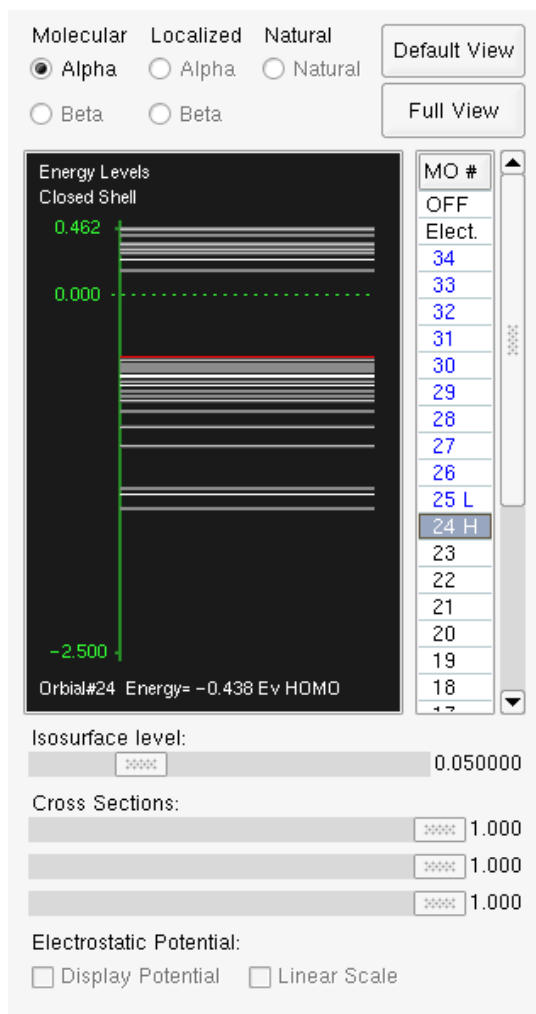 Molecular Localized Natural
Alpha Alpha Natural
Beta Beta
Default View
Full View
Energy Levels
Closed Shell
0.462
0.000
-2.500
Orbial#24 Energy= -0.438 Ev HOMO
MO #
OFF
Elect.
34
33
32
31
30
29
28
27
26
25 L
24 H
23
22
21
20
19
18
17
Isosurface level:
0.050000
Cross Sections:
1.000
1.000
1.000
Electrostatic Potential:
Display Potential Linear Scale